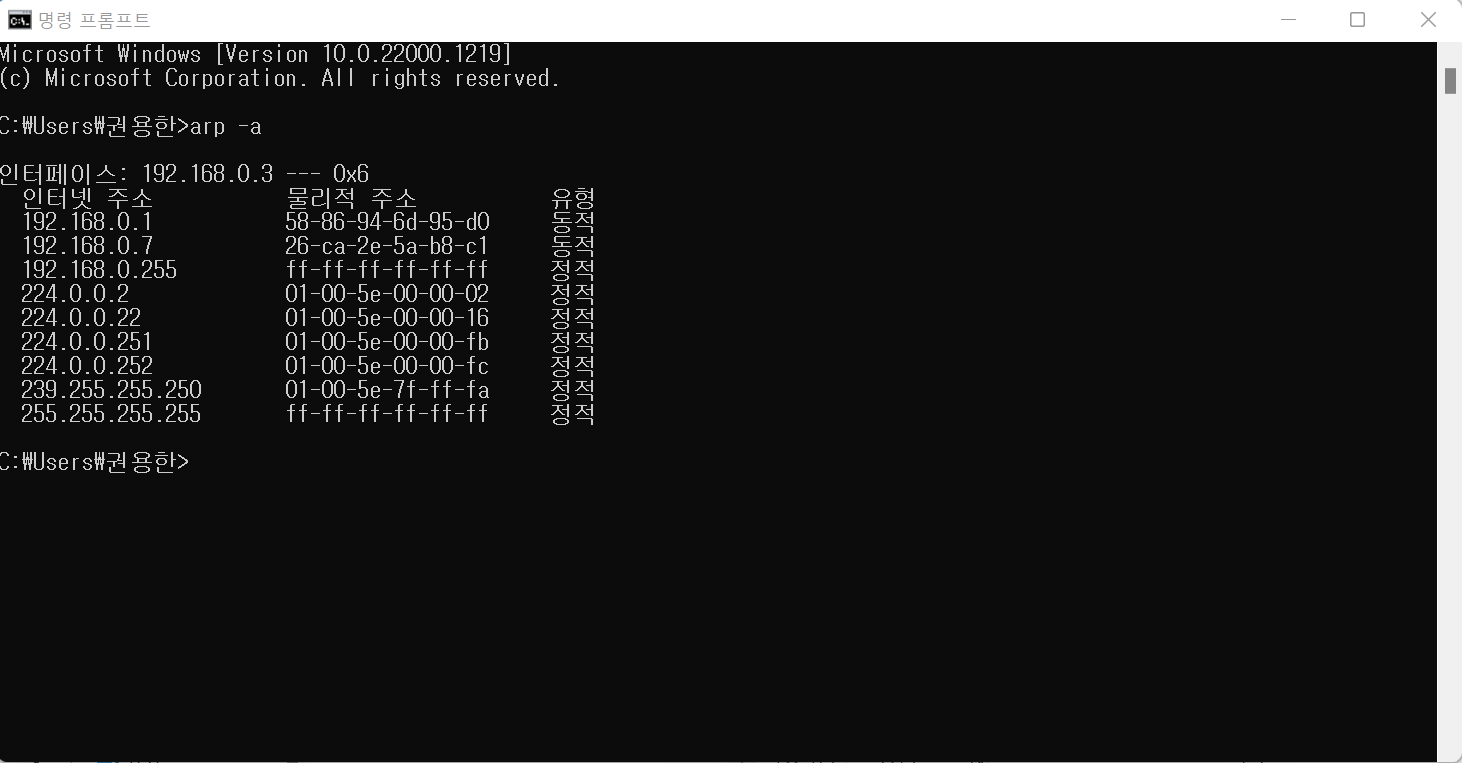 명령 프롬프트
Microsoft Windows [Version 10.0.22000.1219]
(c) Microsoft Corporation. All rights reserved.
C:₩Users₩권용한>arp -a
인터페이스: 192.168.0.3 --- 0x6
인터넷 주소 물리적 주소 유형
192.168.0.1 58-86-94-6d-95-d0 동적
192.168.0.7 26-ca-2e-5a-b8-c1 동적
192.168.0.255 ff-ff-ff-ff-ff-ff 정적
224.0.0.2 01-00-5e-00-00-02 정적
224.0.0.22 01-00-5e-00-00-16 정적
224.0.0.251 01-00-5e-00-00-fb 정적
224.0.0.252 01-00-5e-00-00-fc 정적
239.255.255.250 01-00-5e-7f-ff-fa 정적
255.255.255.255 ff-ff-ff-ff-ff-ff 정적
C:₩Users₩권용한>